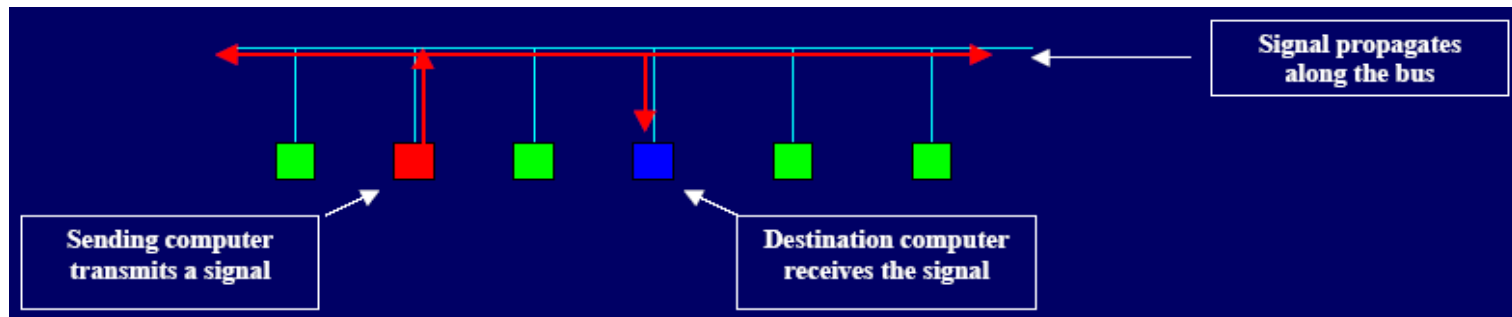 Signal propagates
along the bus
Sending computer
transmits a signal
Destination computer
receives the signal